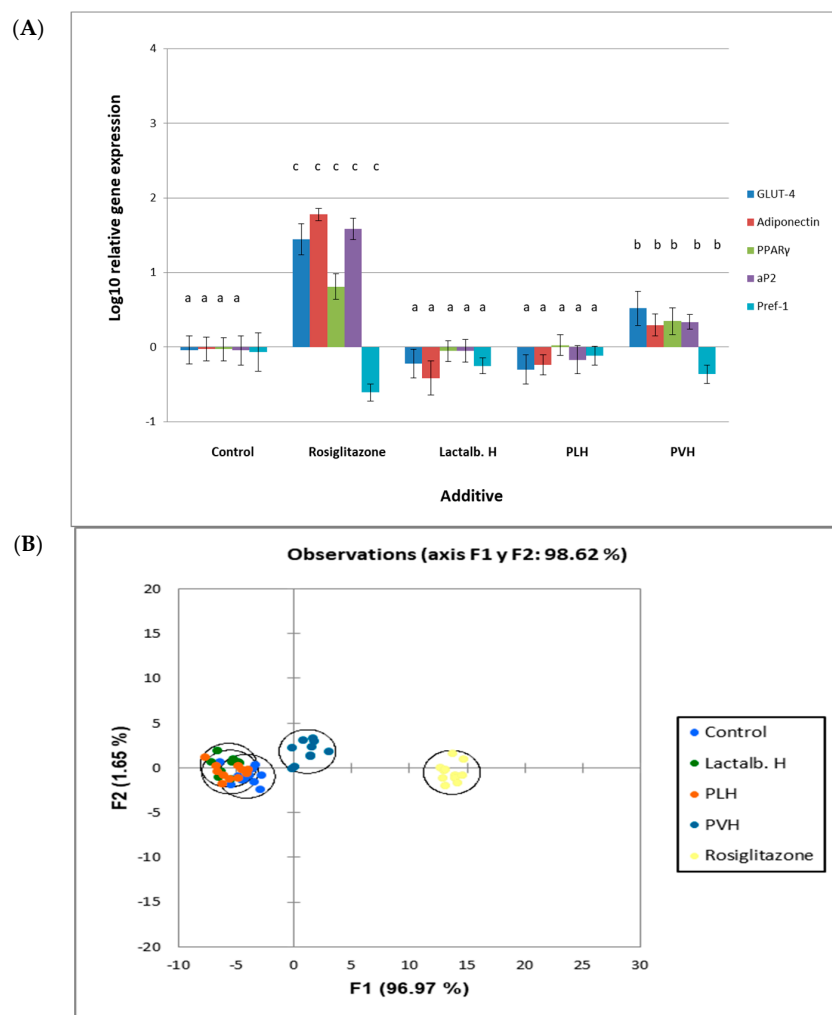 (A)
4
3
2
1
0
-1
Log10 relative gene expression
a a a a
c c c c c
a a a a a
a a a a a
b b b b b
GLUT-4
Adiponectin
PPARγ
aP2
Pref-1
Control Rosiglitazone Lactalb. H PLH PVH
Additive
(B)
Observations (axis F1 y F2: 98.62 %)
20
15
10
5
0
-5
-10
-15
-20
F2 (1.65 %)
-10 -5 0 5 10 15 20 25 30
F1 (96.97 %)
Control
Lactalb. H
PLH
PVH
Rosiglitazone